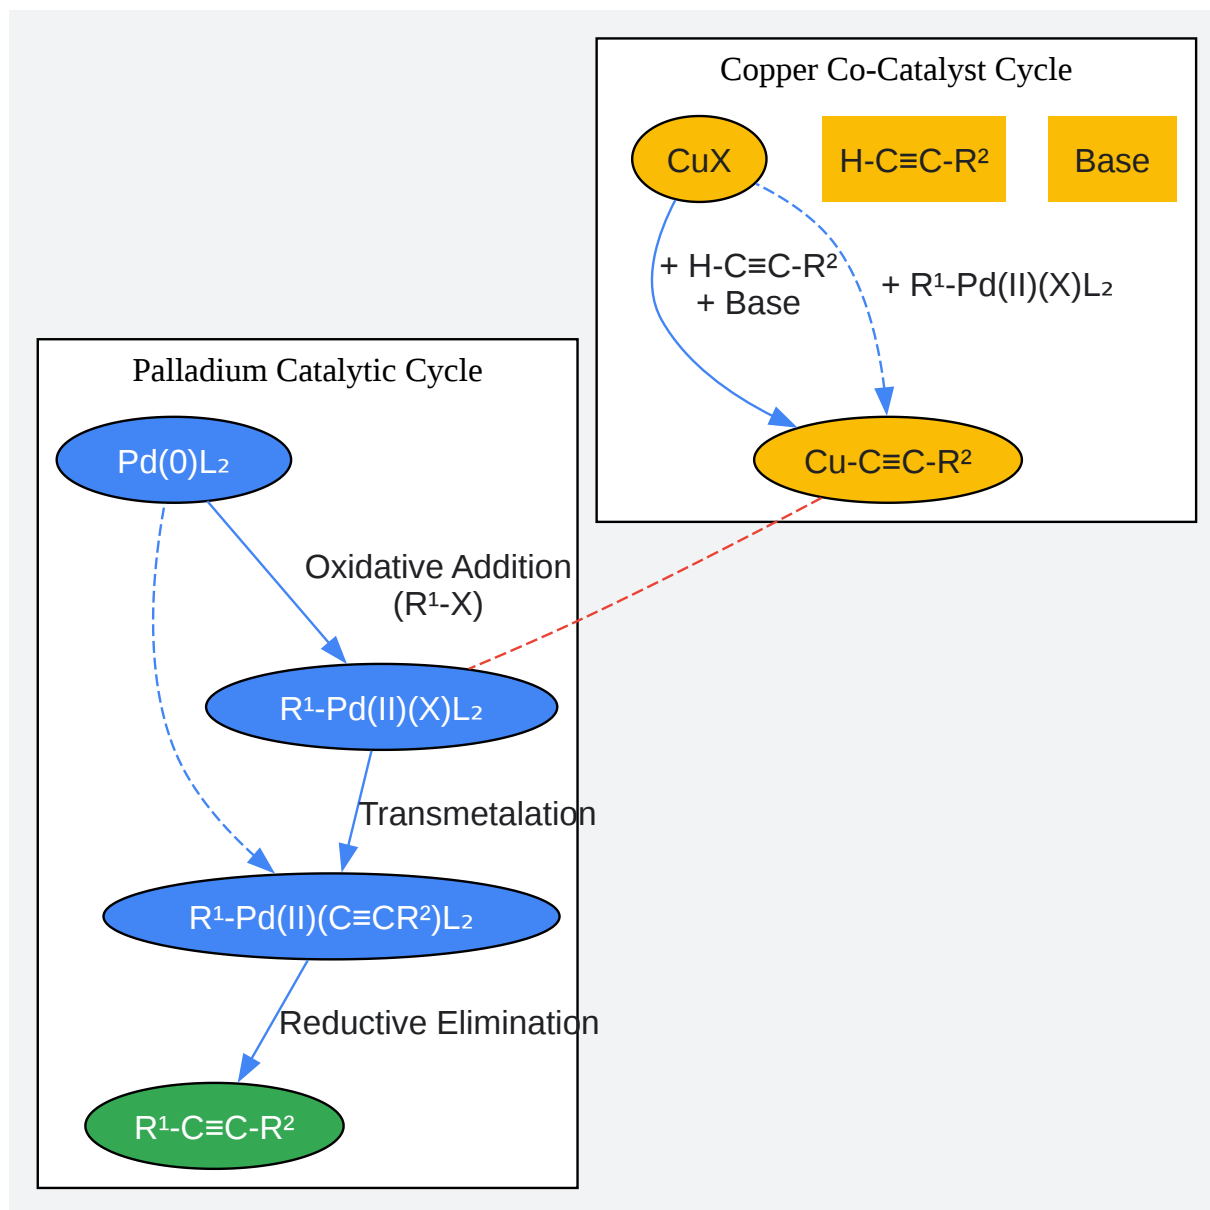 Copper Co-Catalyst Cycle
CuX
H-C≡C-R²
Base
+ H-C≡C-R²
+ Base
+ R¹-Pd(II)(X)L₂
Cu-C≡C-R²
Palladium Catalytic Cycle
Pd(0)L₂
Oxidative Addition
(R¹-X)
R¹-Pd(II)(X)L₂
Transmetalation
R¹-Pd(II)(C≡CR²)L₂
Reductive Elimination
R¹-C≡C-R²